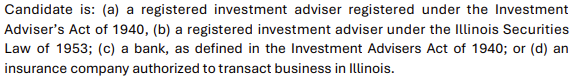 Candidate is: (a) a registered investment adviser registered under the Investment
Adviser's Act of 1940, (b) a registered investment adviser under the Illinois Securities
Law of 1953; (c) a bank, as defined in the Investment Advisers Act of 1940; or (d) an
insurance company authorized to transact business in Illinois.